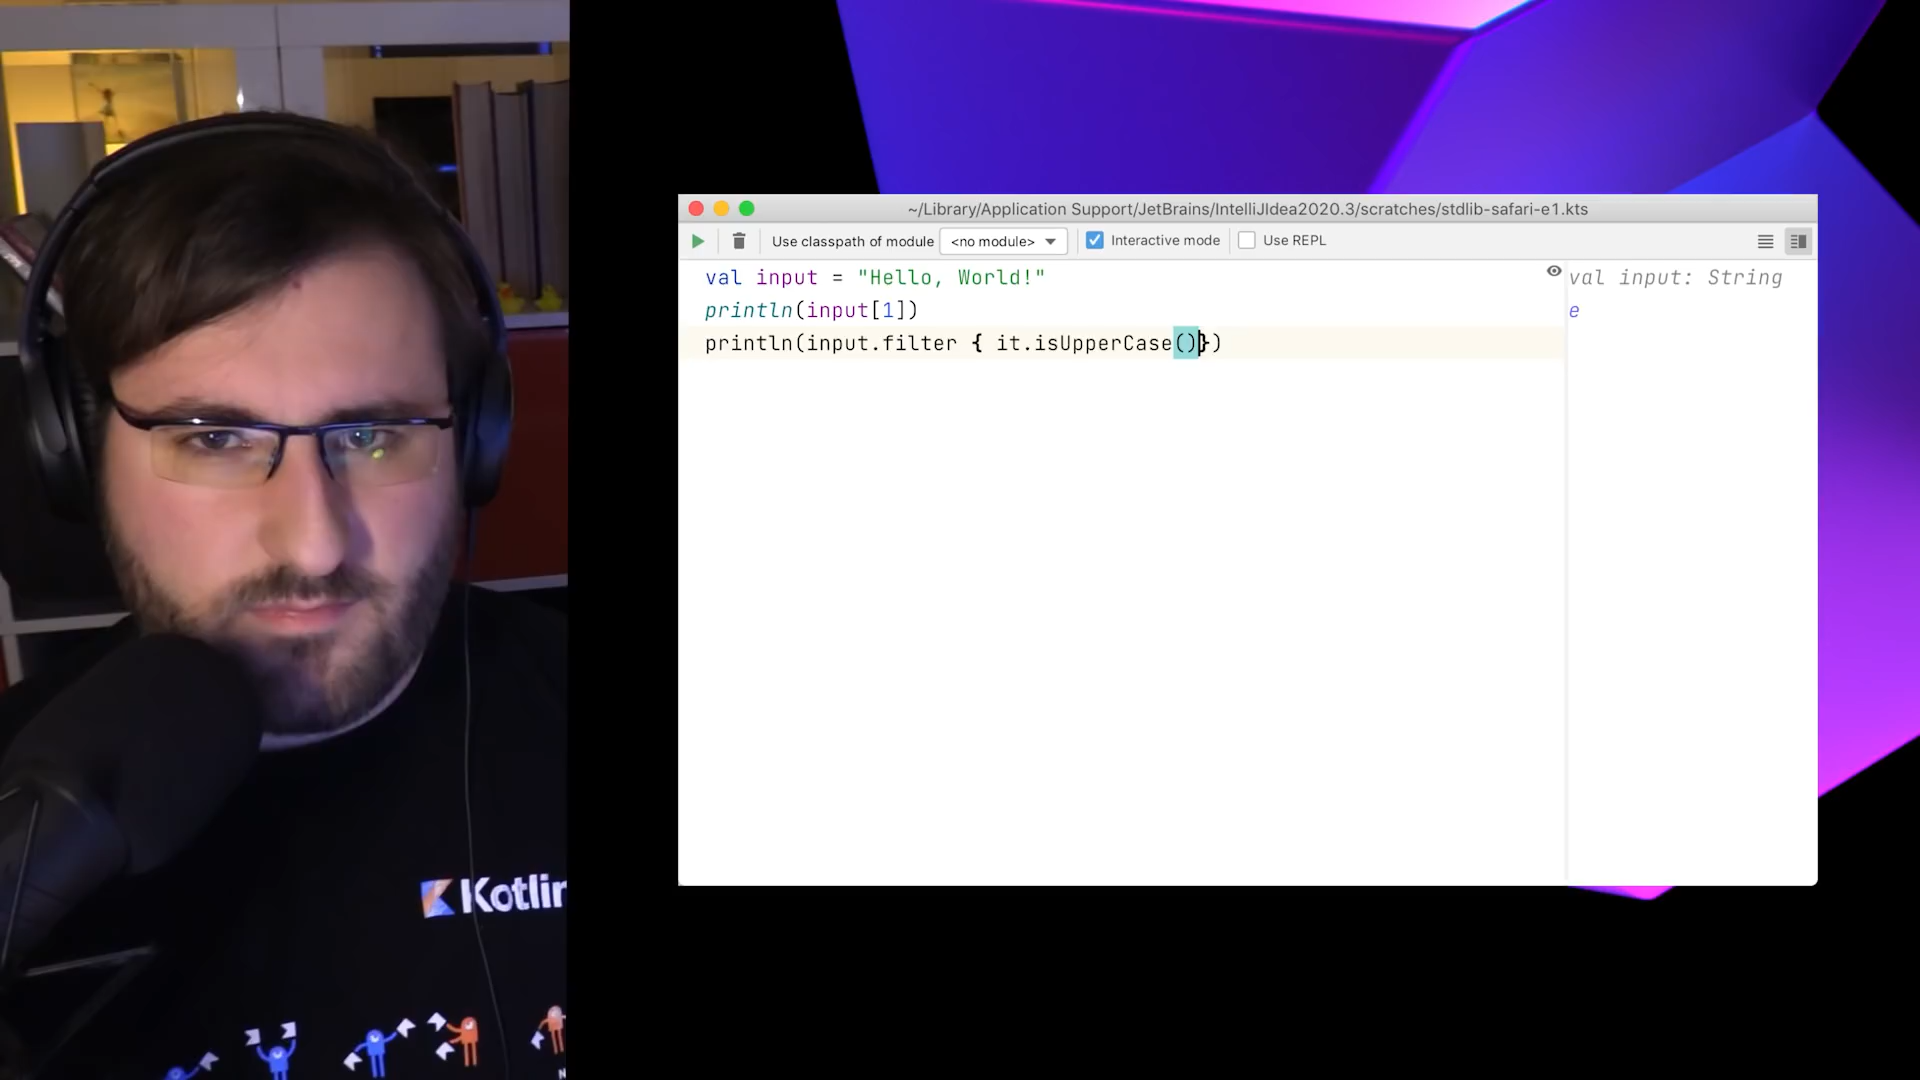 ~/Library/Application Support/JetBrains/IntelliJIdea2020.3/scratches/stdlib-safari-e1.kts
Use classpath of module <no module> Interactive mode Use REPL
val input = "Hello, World!" val input: String
println(input[1]) e
println(input.filter { it.isUpperCase()})
Kotlin